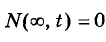 N(∞, t) = 0